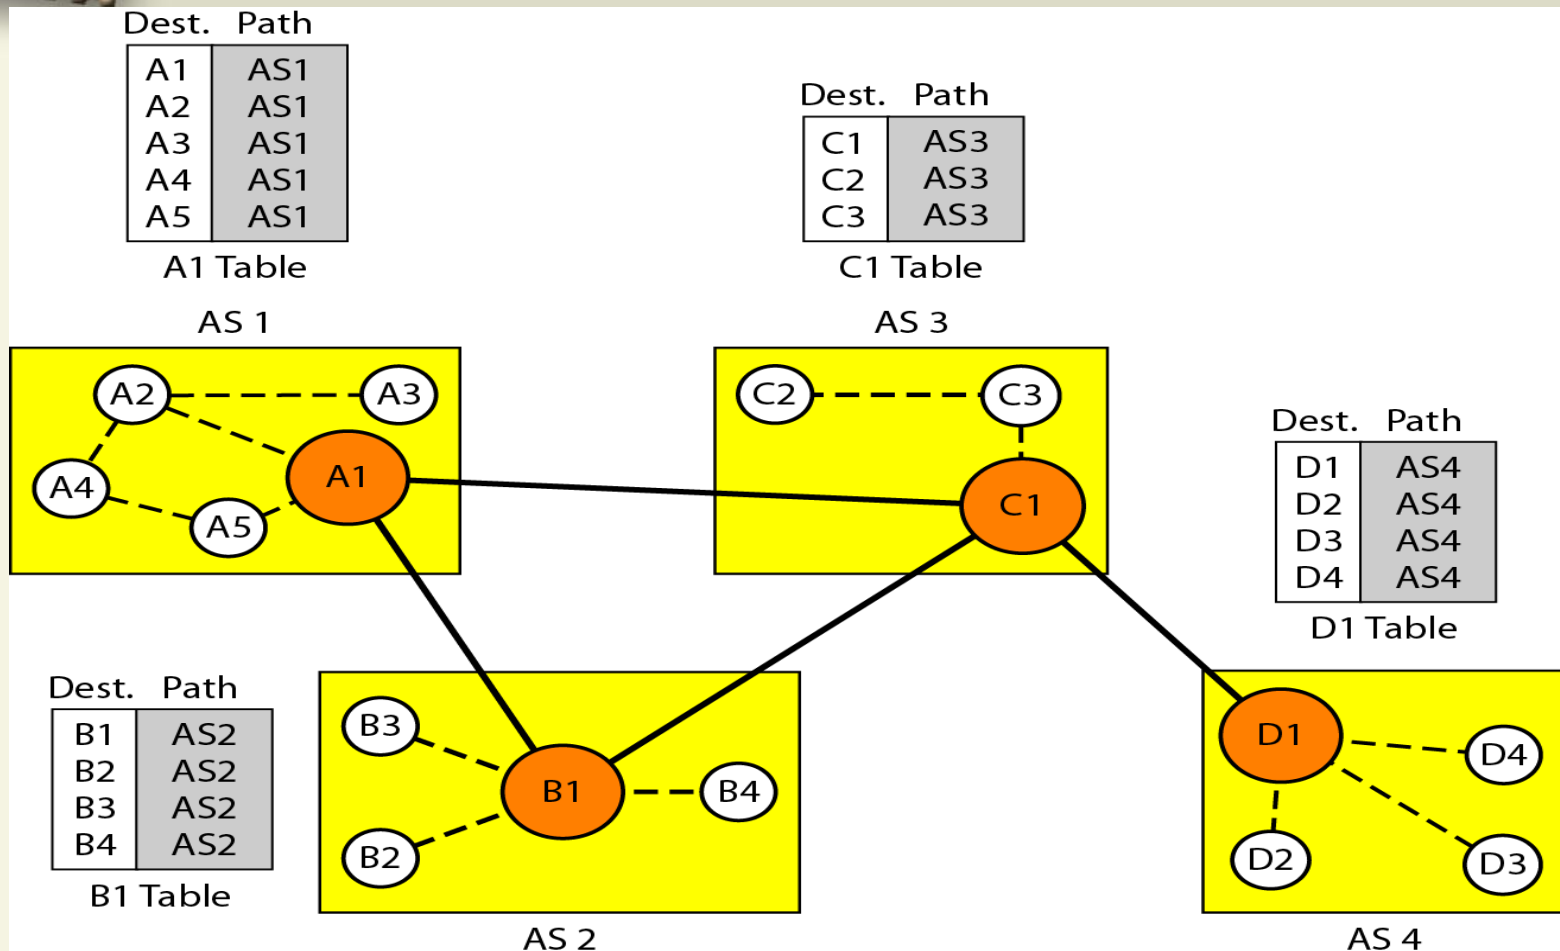 Dest. Path
A1 AS1
A2 AS1
A3 AS1
A4 AS1
A5 AS1
A1 Table
Dest. Path
C1 AS3
C2 AS3
C3 AS3
C1 Table
AS 1
A2 A3
A1
A4
A5
AS 3
C2 C3
C1
Dest. Path
D1 AS4
D2 AS4
D3 AS4
D4 AS4
D1 Table
Dest. Path
B1 AS2
B2 AS2
B3 AS2
B4 AS2
B1 Table
B3
B1 B4
B2
AS 2
D1
D4
D2 D3
AS 4